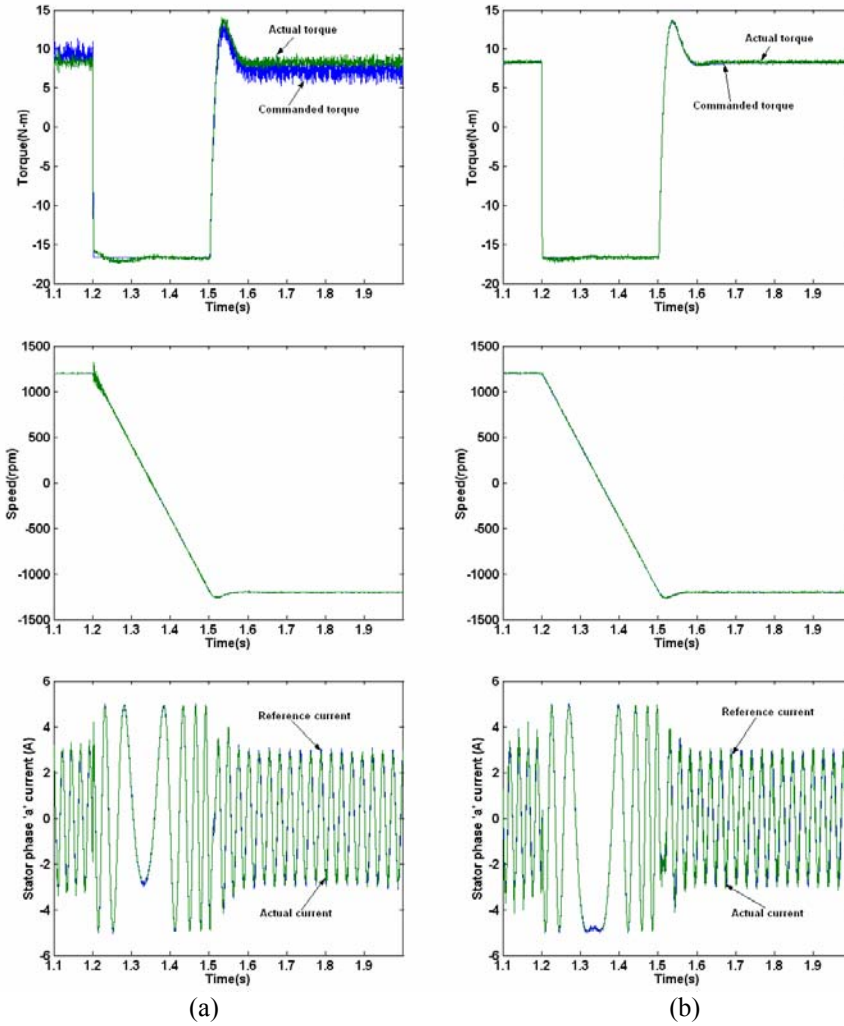 15
10
5
0
-5
-10
-15
-20
Torque(N-m)
Actual torque
Commanded torque
1.1 1.2 1.3 1.4 1.5 1.6 1.7 1.8 1.9
Time(s)
15
10
5
0
-5
-10
-15
-20
Torque(N-m)
Actual torque
Commanded torque
1.1 1.2 1.3 1.4 1.5 1.6 1.7 1.8 1.9
Time(s)
1500
1000
500
0
-500
-1000
-1500
Speed(rpm)
1.1 1.2 1.3 1.4 1.5 1.6 1.7 1.8 1.9
Time(s)
1500
1000
500
0
-500
-1000
-1500
Speed(rpm)
1.1 1.2 1.3 1.4 1.5 1.6 1.7 1.8 1.9
Time(s)
6
4
2
0
-2
-4
-6
Stator phase 'a' current (A)
Reference current
Actual current
1.1 1.2 1.3 1.4 1.5 1.6 1.7 1.8 1.9
Time(s)
6
4
2
0
-2
-4
-6
Stator phase 'a' current (A)
Reference current
Actual current
1.1 1.2 1.3 1.4 1.5 1.6 1.7 1.8 1.9
Time(s)
(a)
(b)